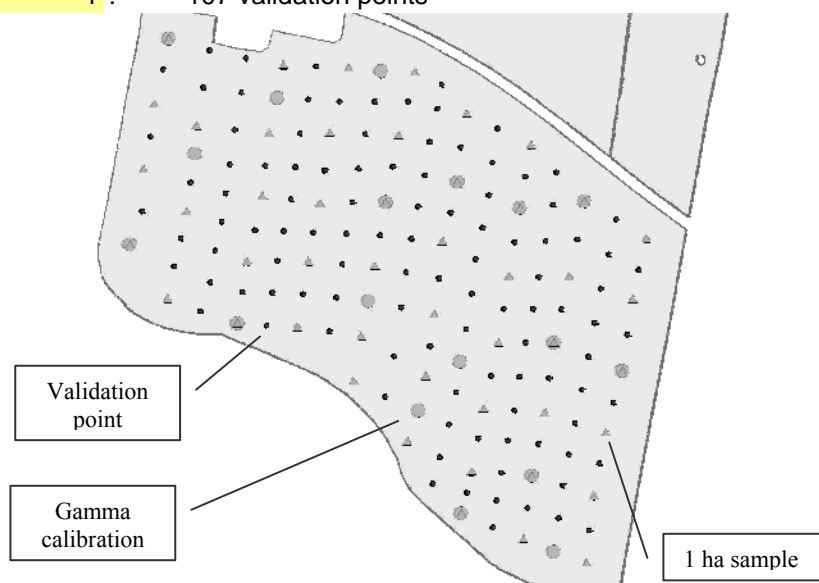 107 validation points
Validation
point
Gamma
calibration
1 ha sample